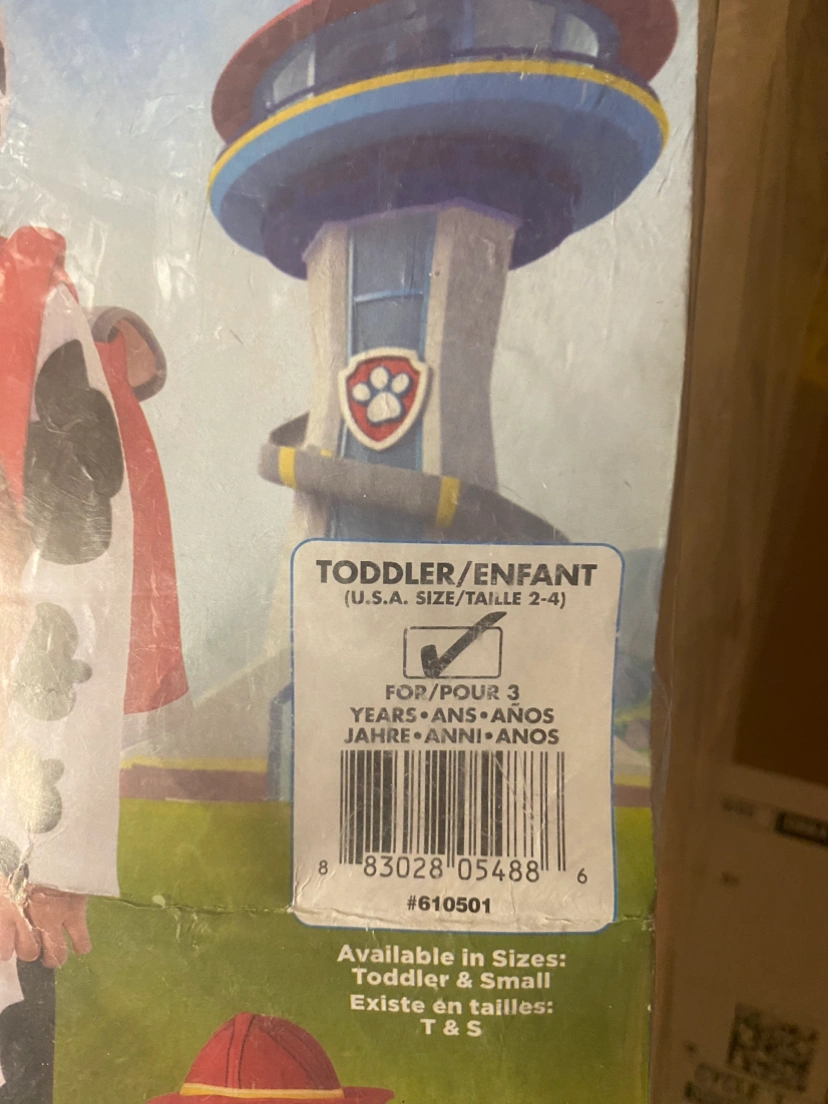 TODDLER/ENFANT
(U.S.A. SIZE/TAILLE 2-4)
FOR/POUR 3
YEARS•ANS•AÑOS
JAHRE•ANNI•ANOS
8 83028 05488 6
#610501
Available in Sizes:
Toddler & Small
Existe en tailles:
T & S